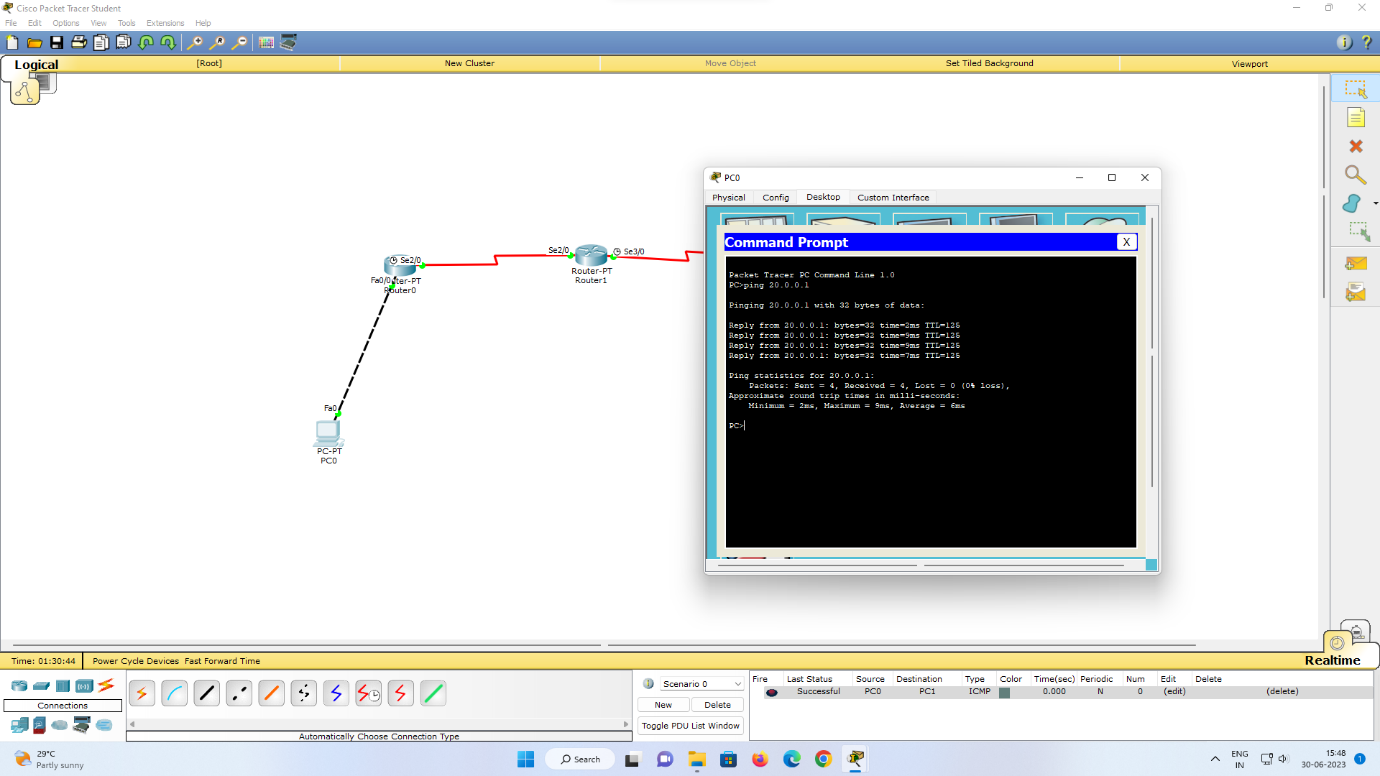 Cisco Packet Tracer Student
File Edit Options View Tools Extensions Help
Logical [Root] New Cluster Move Object Set Tiled Background Viewport
PC0
Physical Config Desktop Custom Interface
Command Prompt X
Packet Tracer PC Command Line 1.0
PC>ping 20.0.0.1
Pinging 20.0.0.1 with 32 bytes of data:
Reply from 20.0.0.1: bytes=32 time=2ms TTL=125
Reply from 20.0.0.1: bytes=32 time=9ms TTL=125
Reply from 20.0.0.1: bytes=32 time=9ms TTL=125
Reply from 20.0.0.1: bytes=32 time=7ms TTL=125
Ping statistics for 20.0.0.1:
Packets: Sent = 4, Received = 4, Lost = 0 (0% loss),
Approximate round trip times in milli-seconds:
Minimum = 2ms, Maximum = 9ms, Average = 6ms
PC>
Se2/0 Se3/0
Router-PT
Router1
Se2/0
Fa0/0 uter-PT
Router0
Fa0
PC-PT
PC0
Time: 01:30:44 Power Cycle Devices Fast Forward Time Realtime
Connections
Automatically Choose Connection Type
Scenario 0
New Delete
Toggle PDU List Window
Fire Last Status Source Destination Type Color Time(sec) Periodic Num Edit Delete
Successful PC0 PC1 ICMP 0.000 N 0 (edit) (delete)
29°C
Partly sunny
Search
ENG
IN
15:48
30-06-2023
1